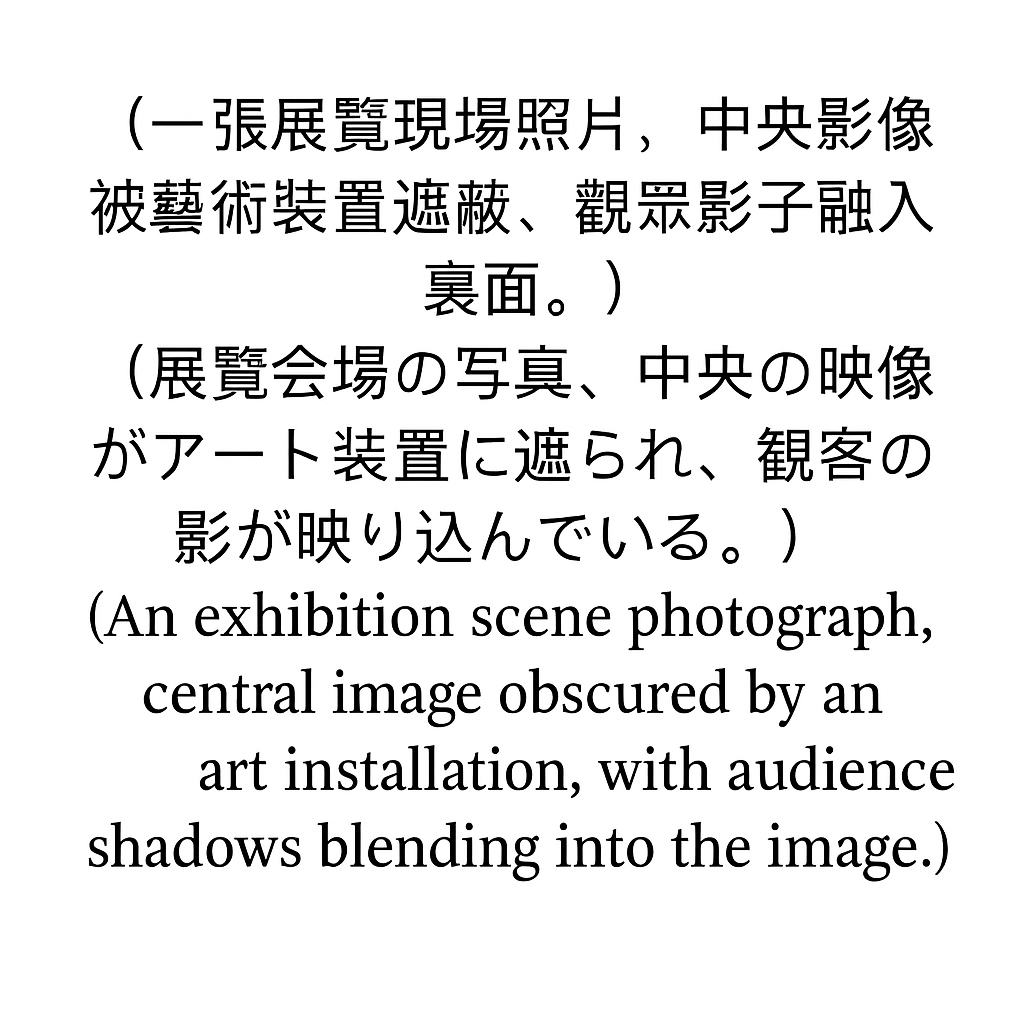 （一張展覽現場照片，中央影像
被藝術裝置遮蔽、觀眾影子融入
裏面。）
（展覽会場の写真、中央の映像
がアート装置に遮られ、観客の
影が映り込んでいる。）
(An exhibition scene photograph,
central image obscured by an
art installation, with audience
shadows blending into the image.)